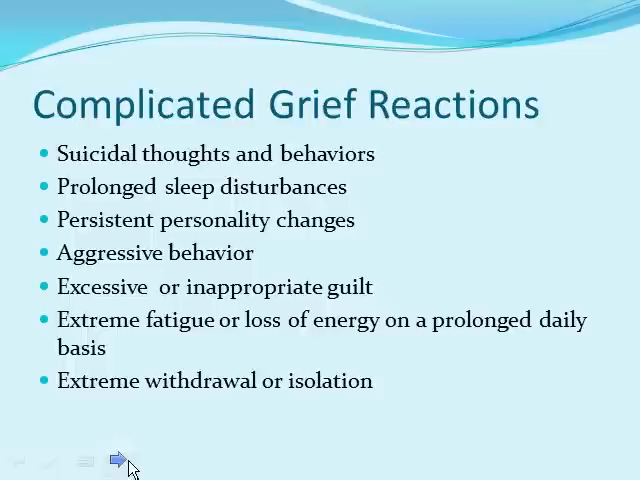 Complicated Grief Reactions
Suicidal thoughts and behaviors
Prolonged sleep disturbances
Persistent personality changes
Aggressive behavior
Excessive or inappropriate guilt
Extreme fatigue or loss of energy on a prolonged daily
basis
Extreme withdrawal or isolation